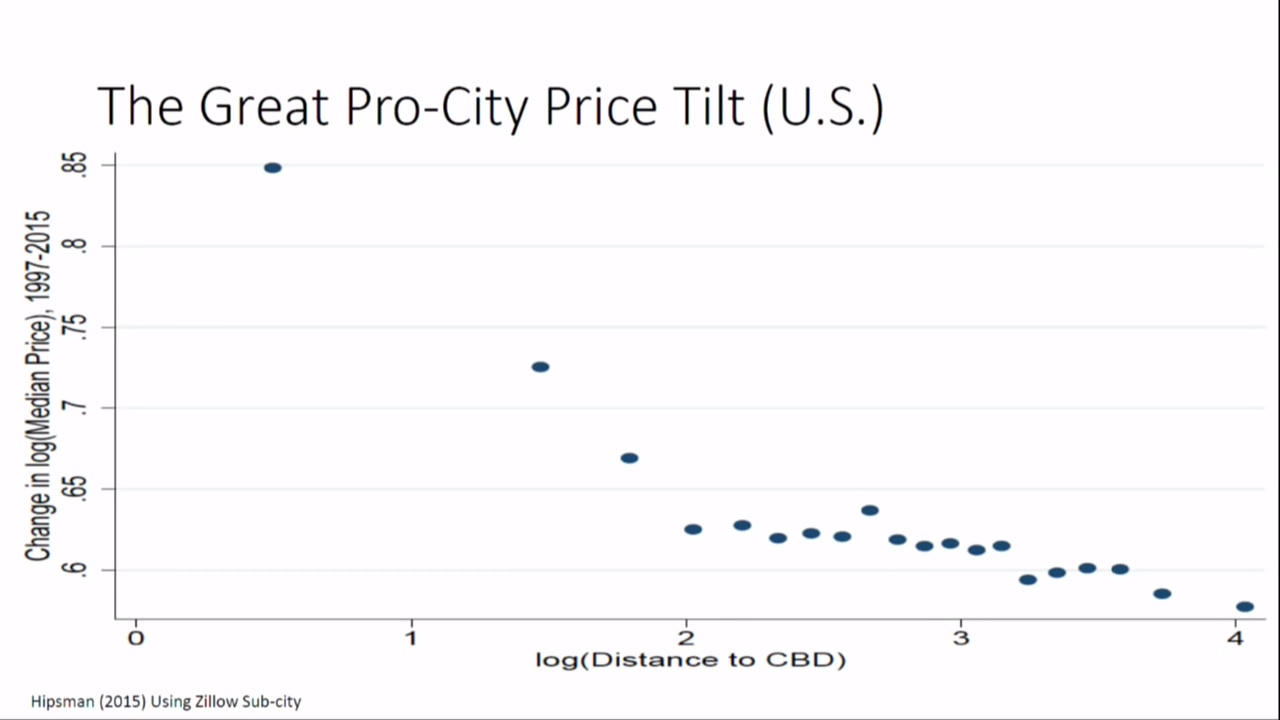 The Great Pro-City Price Tilt (U.S.)
Change in log(Median Price), 1997-2015
.85
.8
.75
.7
.65
.6
0 1 2 3 4
log(Distance to CBD)
Hipsman (2015) Using Zillow Sub-city